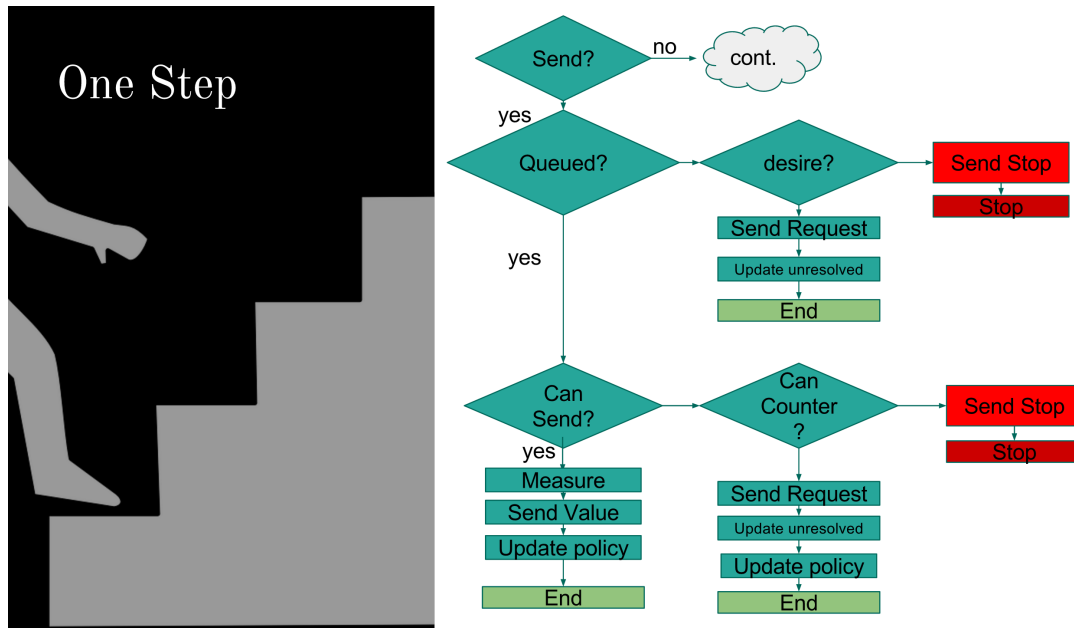 One Step
Send?
no
cont.
yes
Queued?
desire?
Send Stop
Stop
Send Request
Update unresolved
End
yes
Can
Send?
Can
Counter
?
Send Stop
Stop
yes
Measure
Send Value
Update policy
End
Send Request
Update unresolved
Update policy
End